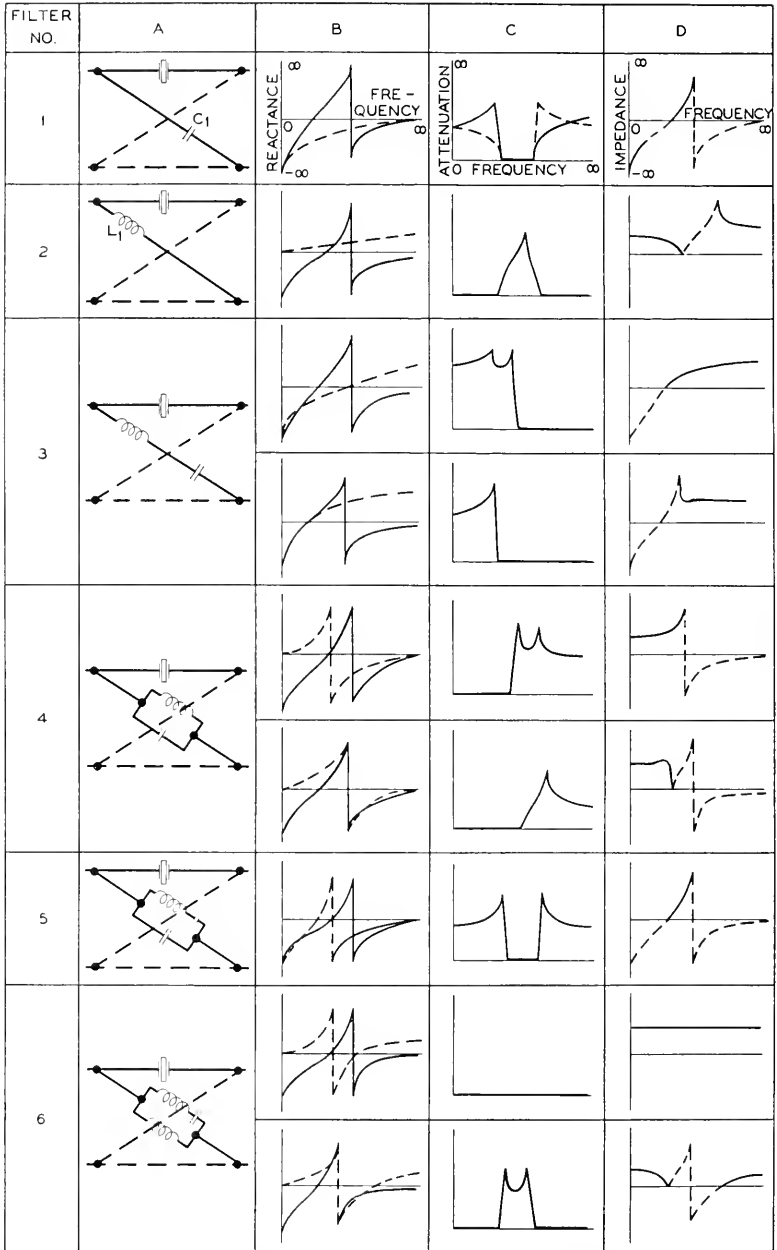 FILTER NO.
A
B
C
D
1
C1
∞
REACTANCE
FRE-
QUENCY
0
∞
-∞
ATTENUATION
∞
0 FREQUENCY ∞
IMPEDANCE
∞
FREQUENCY
0
∞
-∞
2
L1
3
4
5
6